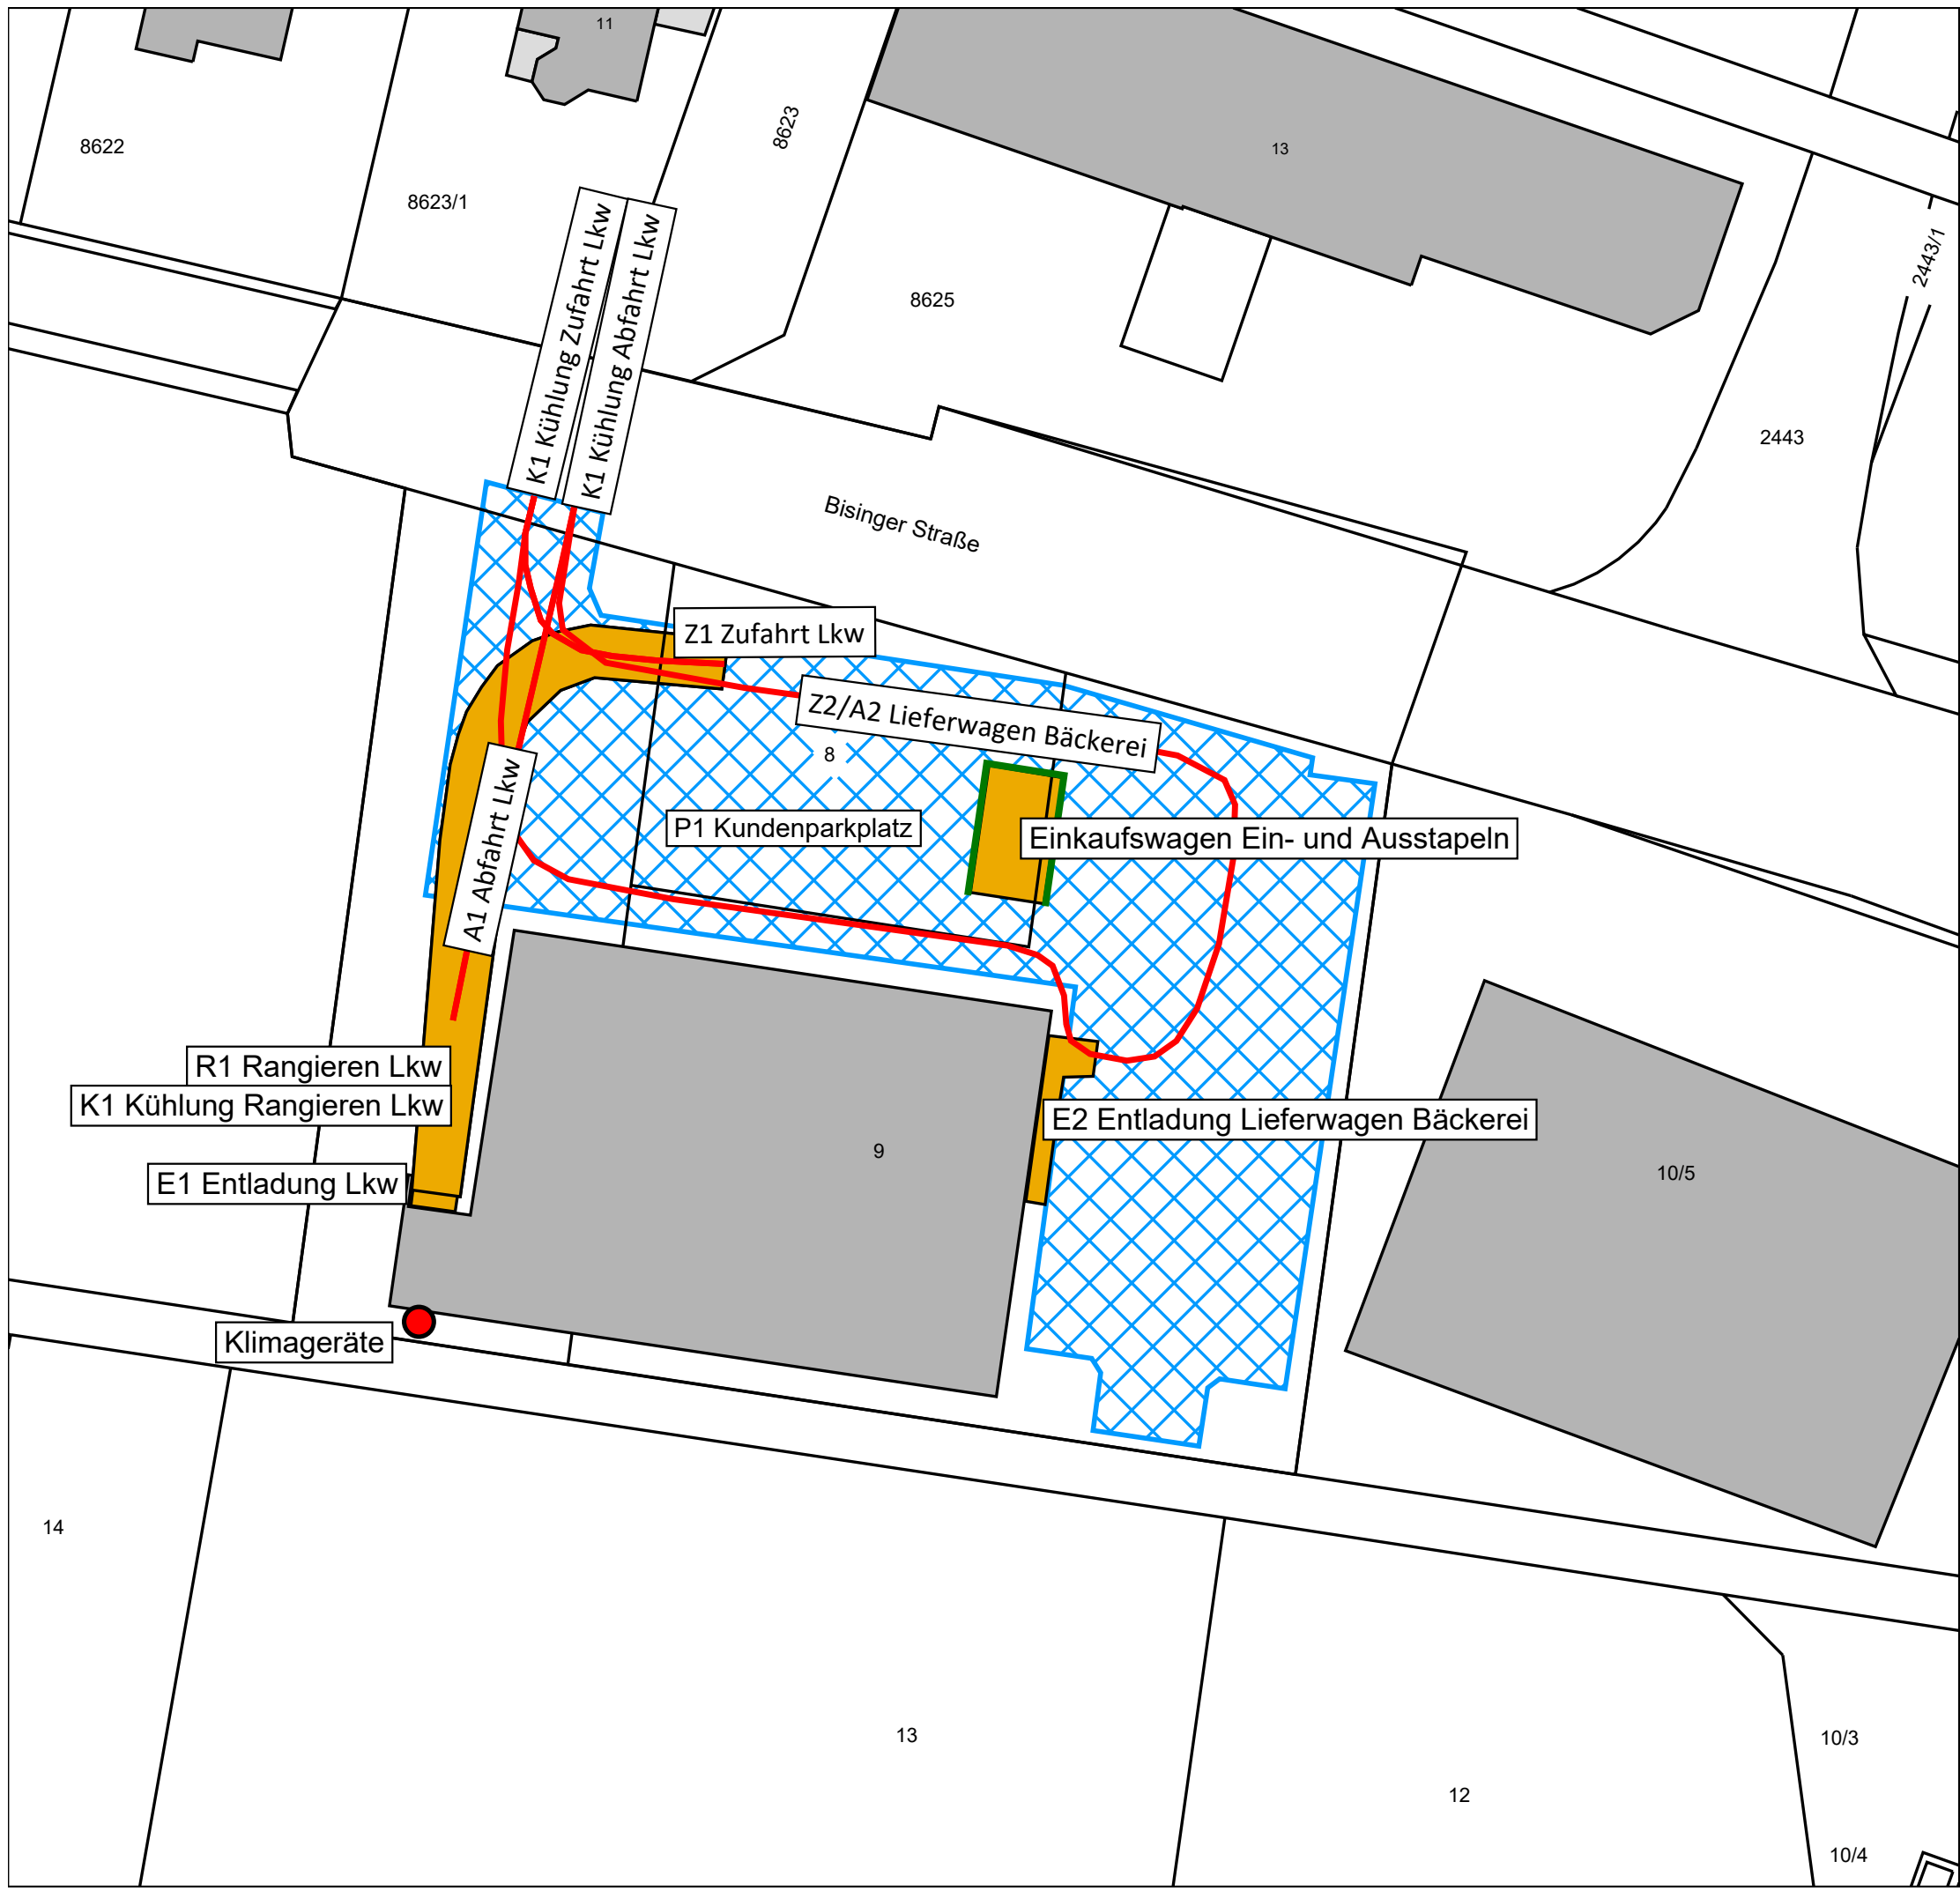 11
8622
8623/1
8623
13
2443/1
8625
2443
K1 Kühlung Zufahrt Lkw
K1 Kühlung Abfahrt Lkw
Bisinger Straße
Z1 Zufahrt Lkw
Z2/A2 Lieferwagen Bäckerei
8
P1 Kundenparkplatz
Einkaufswagen Ein- und Ausstapeln
A1 Abfahrt Lkw
R1 Rangieren Lkw
K1 Kühlung Rangieren Lkw
E2 Entladung Lieferwagen Bäckerei
9
10/5
E1 Entladung Lkw
Klimageräte
14
13
10/3
12
10/4